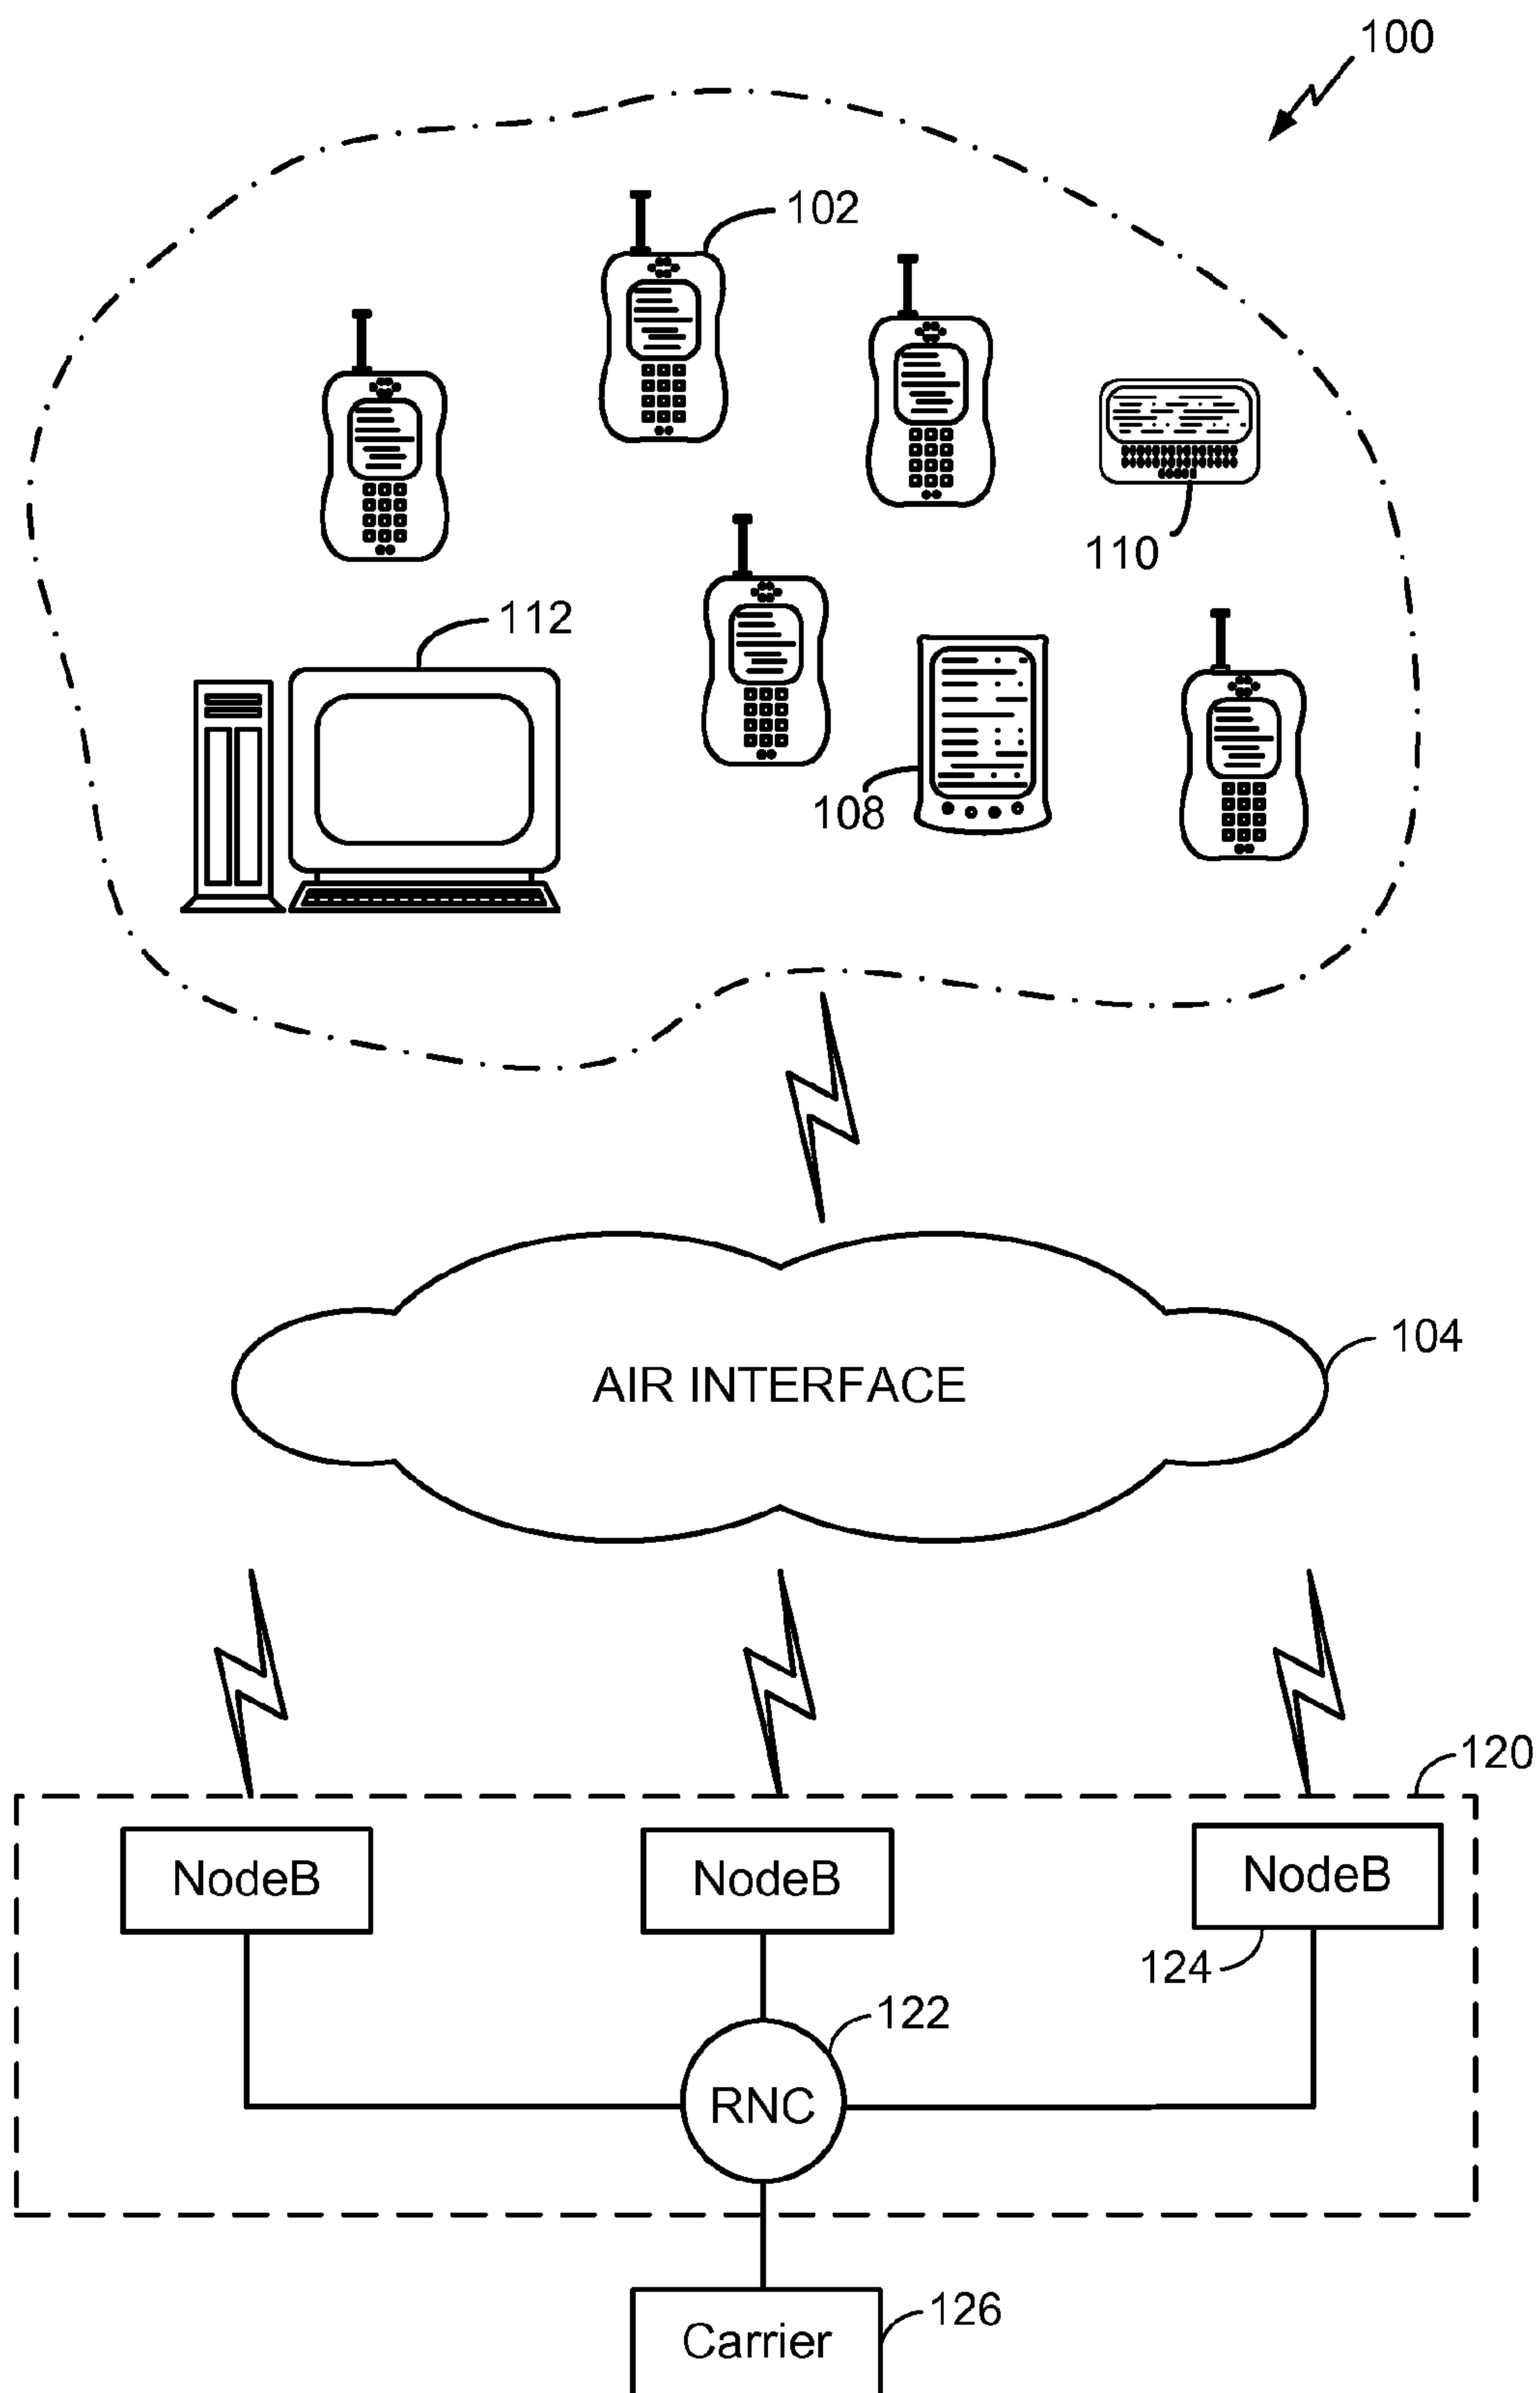 100
102
110
112
108
AIR INTERFACE
104
120
NodeB
NodeB
NodeB
124
122
RNC
126
Carrier